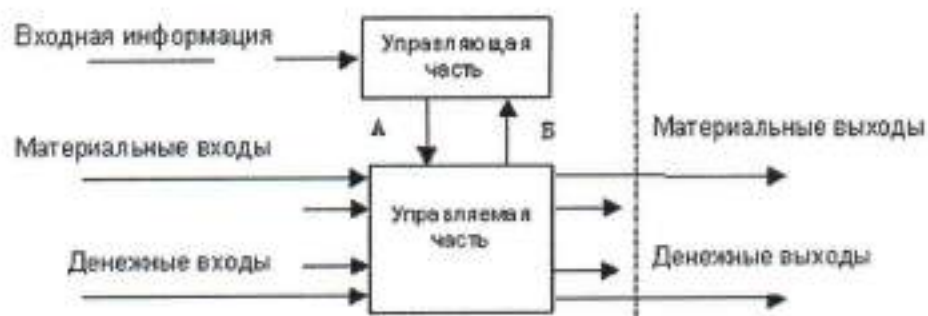 Входная информация
Управляющая
часть
А
Б
Материальные входы
Материальные выходы
Управляемая
часть
Денежные входы
Денежные выходы